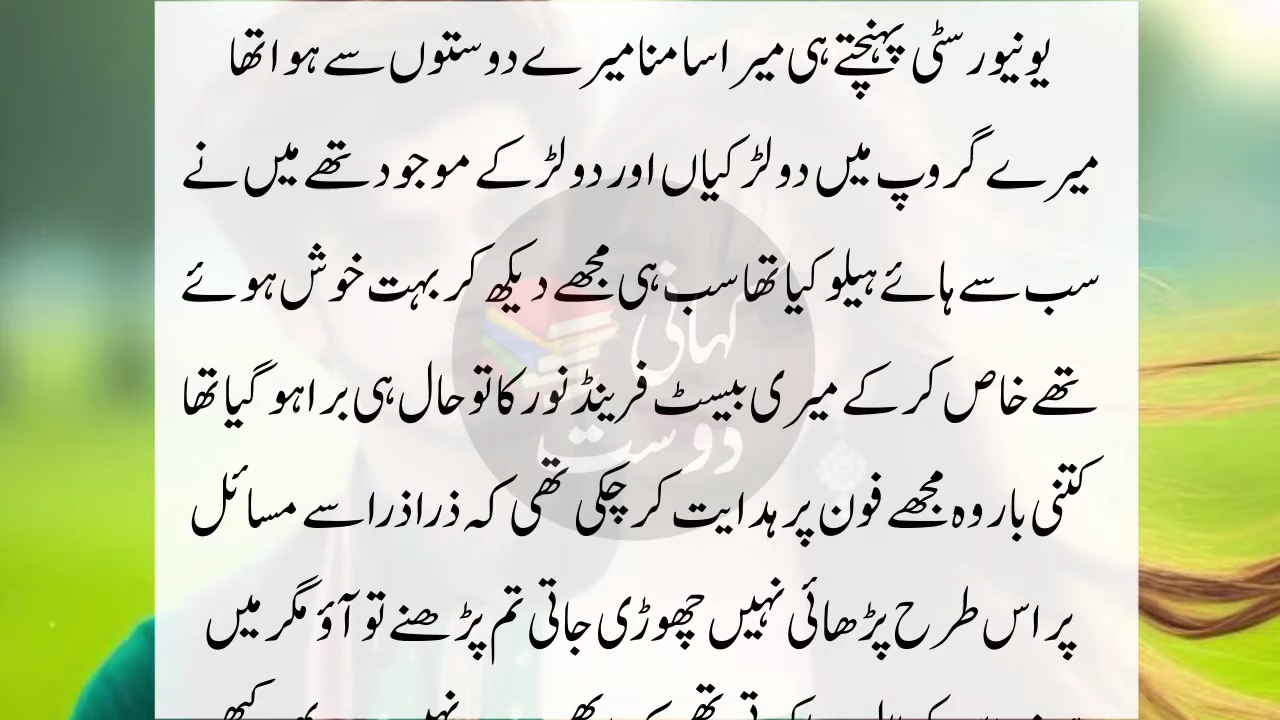 یونیورسٹی پہنچتے ہی میرا سامنا میرے دوستوں سے ہوا تھا
میرے گروپ میں دو لڑکیاں اور دو لڑکے موجود تھے میں نے
سب سے ہائے ہیلو کیا تھا سب ہی مجھے دیکھ کر بہت خوش ہوئے
تھے خاص کر کے میری بیسٹ فرینڈ نور کا تو حال ہی برا ہو گیا تھا
کتنی بار وہ مجھے فون پر ہدایت کر چکی تھی کہ ذرا ذرا سے مسائل
پر اس طرح پڑھائی نہیں چھوڑی جاتی تم پڑھنے تو آؤ مگر میں
کہانی
دوست